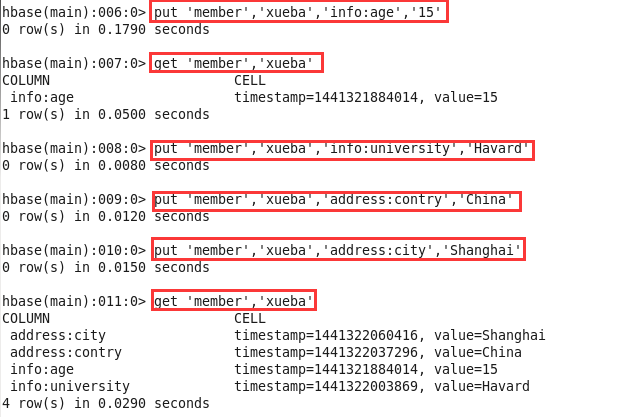 hbase(main):006:0> put 'member','xueba','info:age','15'
0 row(s) in 0.1790 seconds
hbase(main):007:0> get 'member','xueba'
COLUMN CELL
info:age timestamp=1441321884014, value=15
1 row(s) in 0.0500 seconds
hbase(main):008:0> put 'member','xueba','info:university','Havard'
0 row(s) in 0.0080 seconds
hbase(main):009:0> put 'member','xueba','address:contry','China'
0 row(s) in 0.0120 seconds
hbase(main):010:0> put 'member','xueba','address:city','Shanghai'
0 row(s) in 0.0150 seconds
hbase(main):011:0> get 'member','xueba'
COLUMN CELL
address:city timestamp=1441322060416, value=Shanghai
address:contry timestamp=1441322037296, value=China
info:age timestamp=1441321884014, value=15
info:university timestamp=1441322003869, value=Havard
4 row(s) in 0.0290 seconds